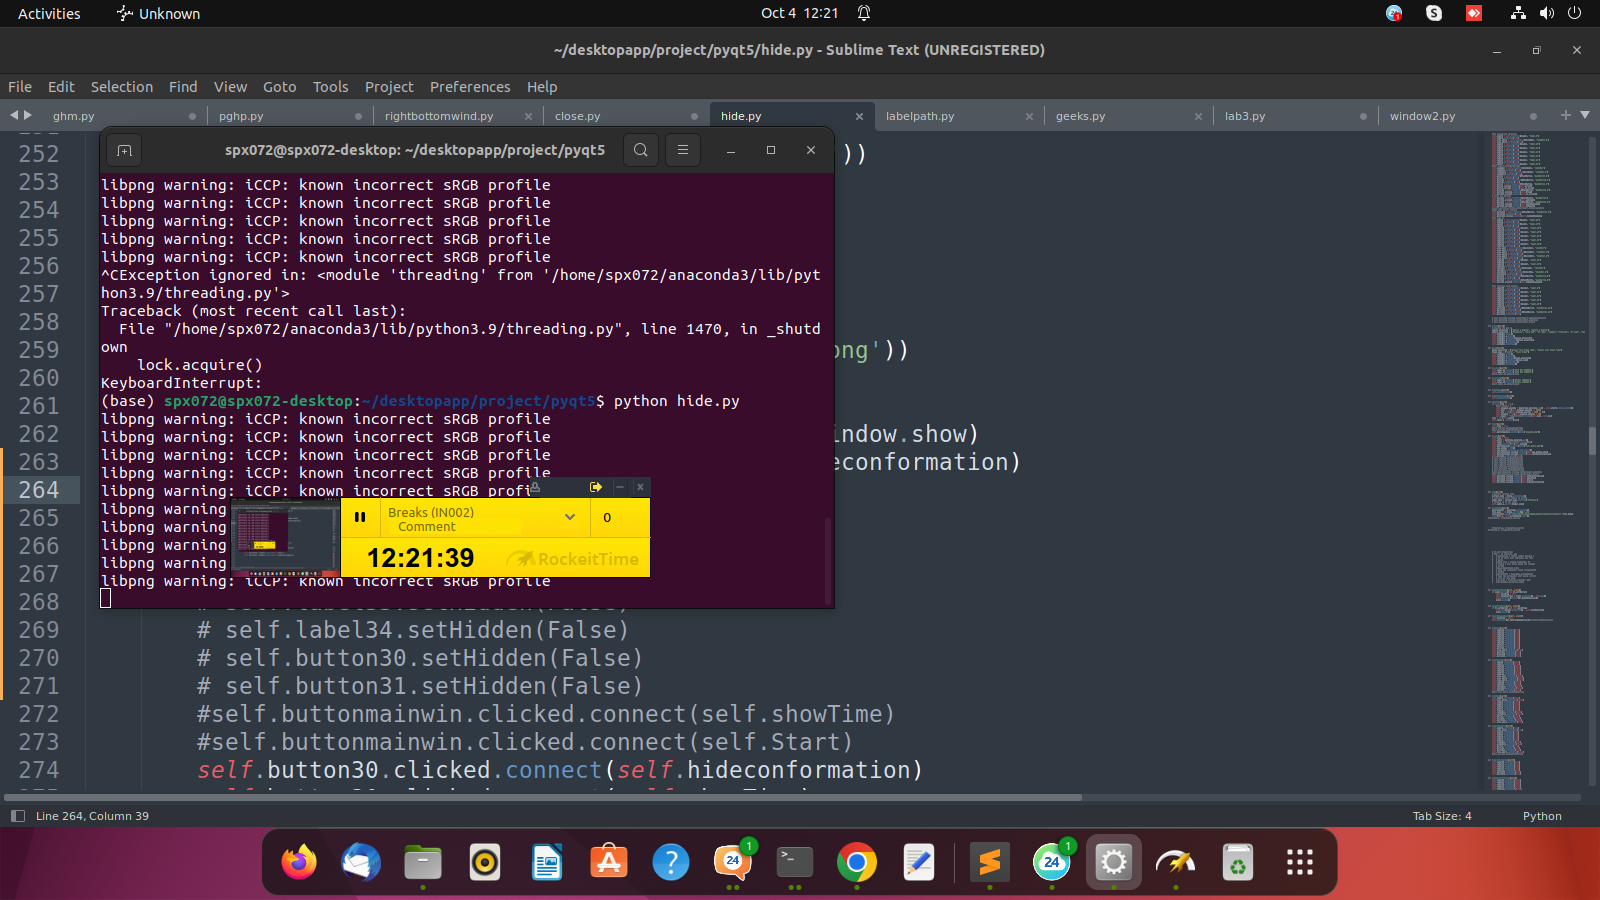 Activities
Unknown
Oct 4 12:21
~/desktopapp/project/pyqt5/hide.py - Sublime Text (UNREGISTERED)
File Edit Selection Find View Goto Tools Project Preferences Help
ghm.py
pghp.py
rightbottomwind.py
close.py
hide.py
labelpath.py
geeks.py
lab3.py
window2.py
spx072@spx072-desktop: ~/desktopapp/project/pyqt5
libpng warning: iCCP: known incorrect sRGB profile
libpng warning: iCCP: known incorrect sRGB profile
libpng warning: iCCP: known incorrect sRGB profile
libpng warning: iCCP: known incorrect sRGB profile
libpng warning: iCCP: known incorrect sRGB profile
^CException ignored in: <module 'threading' from '/home/spx072/anaconda3/lib/pyt
hon3.9/threading.py'>
Traceback (most recent call last):
  File "/home/spx072/anaconda3/lib/python3.9/threading.py", line 1470, in _shutd
own
    lock.acquire()
KeyboardInterrupt:
(base) spx072@spx072-desktop:~/desktopapp/project/pyqt5$ python hide.py
libpng warning: iCCP: known incorrect sRGB profile
libpng warning: iCCP: known incorrect sRGB profile
libpng warning: iCCP: known incorrect sRGB profile
libpng warning: iCCP: known incorrect sRGB profile
libpng warning: iCCP: known incorrect sRGB prof
libpng warning
libpng warning
libpng warning
libpng warning
libpng warning: iCCP: known incorrect sRGB profile
Breaks (IN002)
Comment
0
12:21:39
RockeitTime
252 '))
253
254
255
256
257
258
259 ong'))
260
261
262 indow.show)
263 econformation)
264
265
266
267
268
269 # self.label34.setHidden(False)
270 # self.button30.setHidden(False)
271 # self.button31.setHidden(False)
272 #self.buttonmainwin.clicked.connect(self.showTime)
273 #self.buttonmainwin.clicked.connect(self.Start)
274 self.button30.clicked.connect(self.hideconformation)
Line 264, Column 39
Tab Size: 4
Python
24
1
24
1